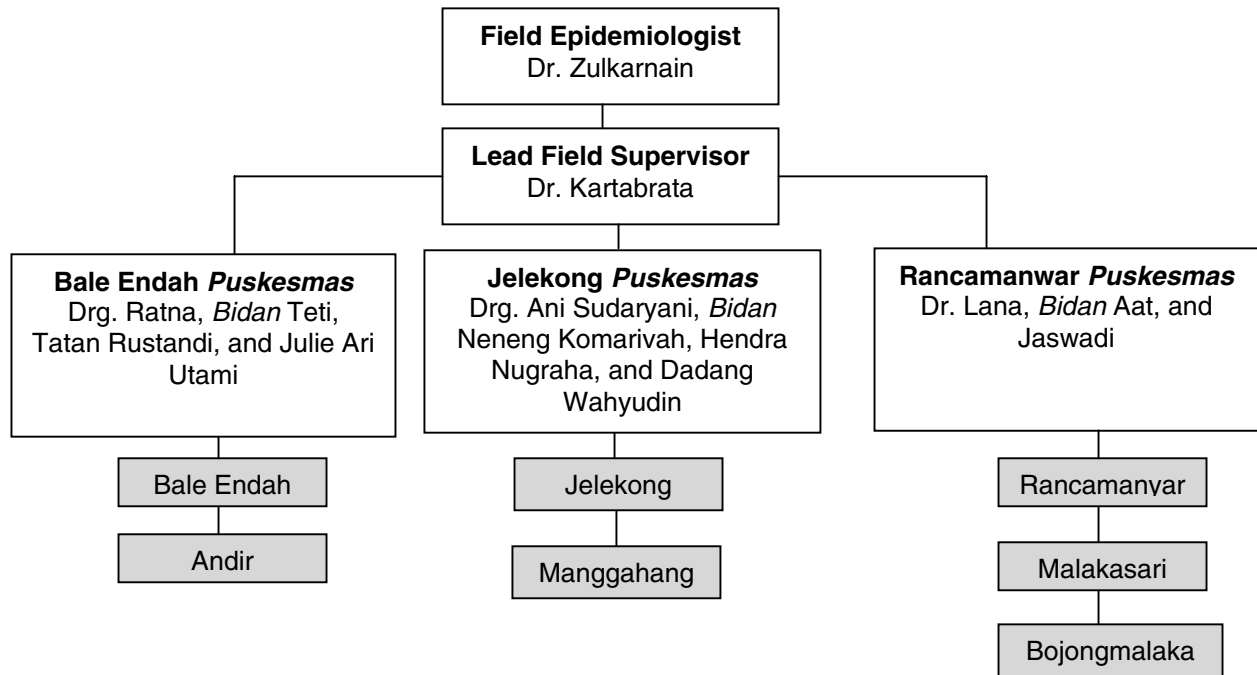 Field Epidemiologist
Dr. Zulkarnain
Lead Field Supervisor
Dr. Kartabrata
Bale Endah Puskesmas
Drg. Ratna, Bidan Teti,
Tatan Rustandi, and Julie Ari
Utami
Jelekong Puskesmas
Drg. Ani Sudaryani, Bidan
Neneng Komarivah, Hendra
Nugraha, and Dadang
Wahyudin
Rancamanwar Puskesmas
Dr. Lana, Bidan Aat, and
Jaswadi
Bale Endah
Andir
Jelekong
Manggahang
Rancamanyar
Malakasari
Bojongmalaka